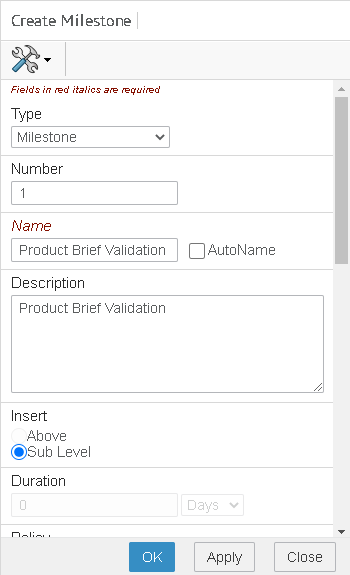 Create Milestone
Fields in red italics are required
Type
Milestone
Number
1
Name
Product Brief Validation
AutoName
Description
Product Brief Validation
Insert
Above
Sub Level
Duration
0
Days
Policy
OK
Apply
Close